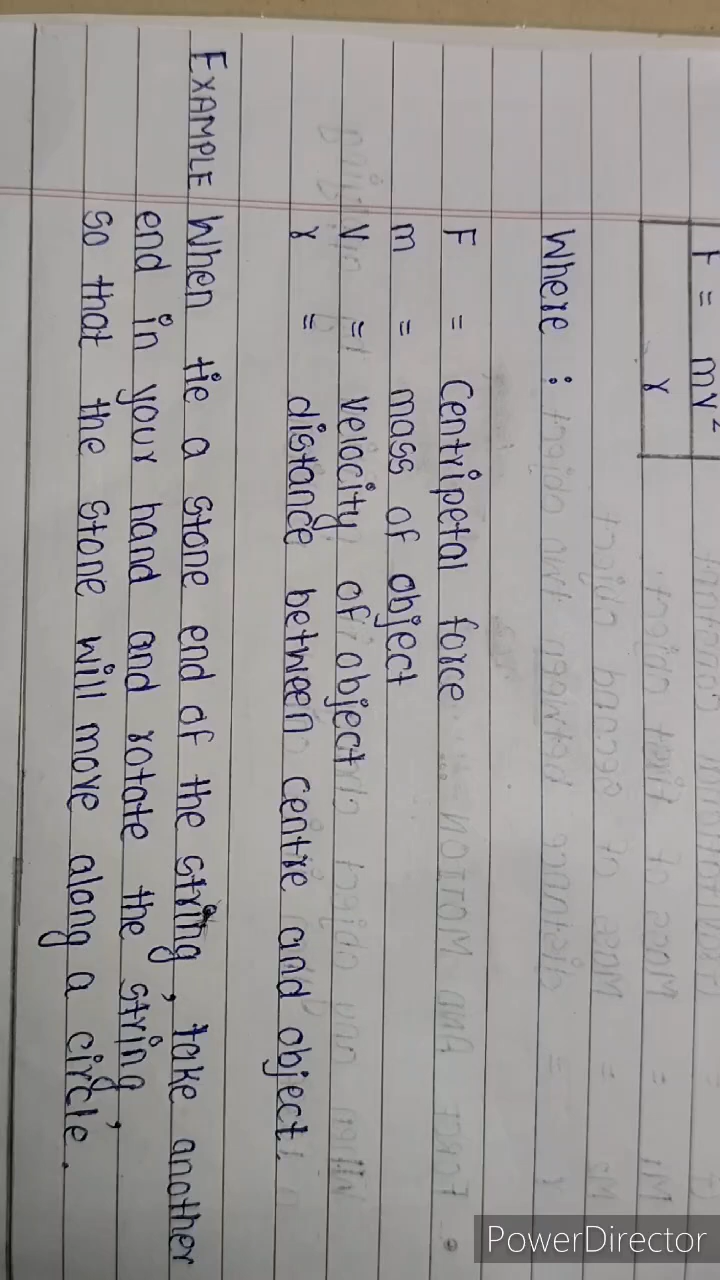 F = mv²
r
Where :
F = Centripetal force
m = mass of object
v = velocity of object
r = distance between centre and object.
EXAMPLE When tie a stone end of the string, take another
end in your hand and rotate the string,
so that the stone will move along a circle.
PowerDirector